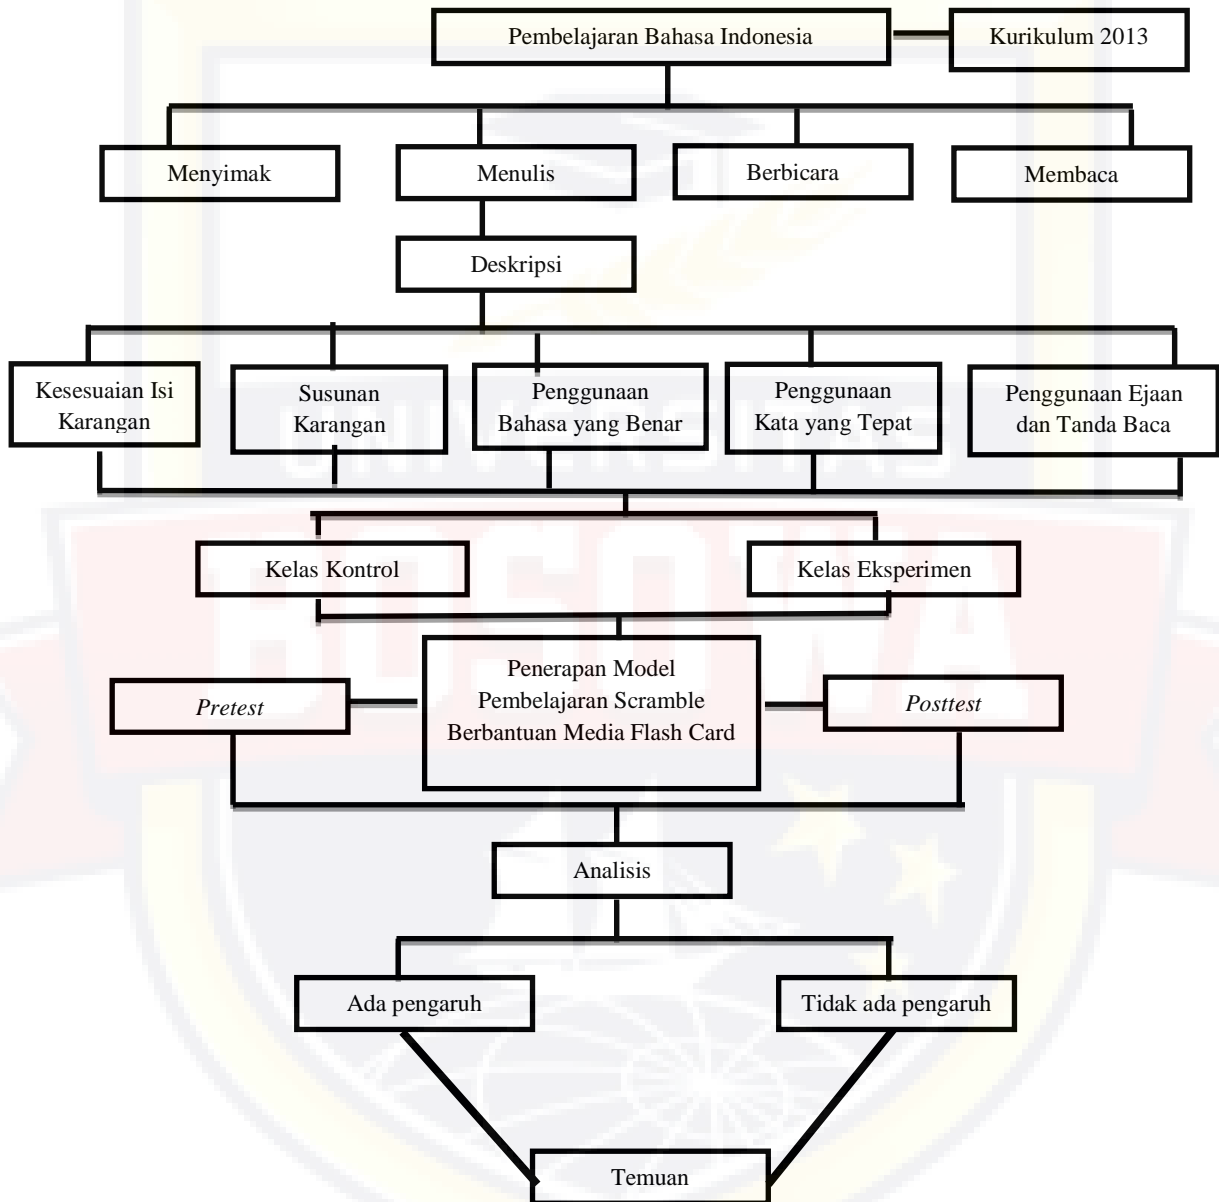 Pembelajaran Bahasa Indonesia
Kurikulum 2013
Menyimak
Menulis
Berbicara
Membaca
Deskripsi
Kesesuaian Isi
Karangan
Susunan
Karangan
Penggunaan
Bahasa yang Benar
Penggunaan
Kata yang Tepat
Penggunaan Ejaan
dan Tanda Baca
UNIVERSITAS
BOSOWA
Kelas Kontrol
Kelas Eksperimen
Penerapan Model
Pembelajaran Scramble
Berbantuan Media Flash Card
Pretest
Posttest
Analisis
Ada pengaruh
Tidak ada pengaruh
Temuan